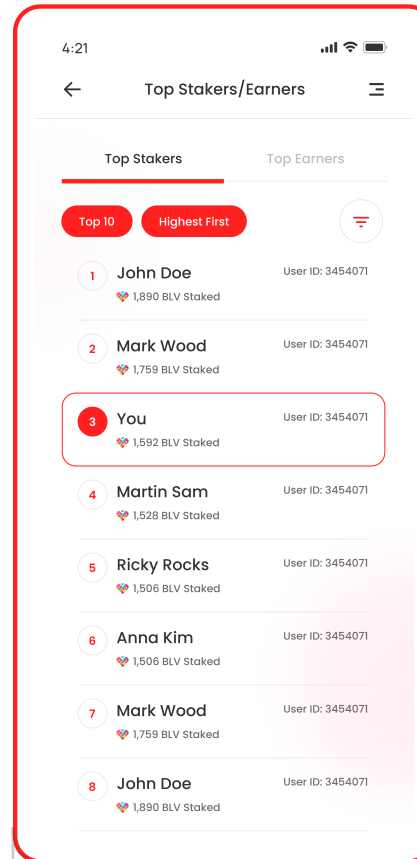 4:21
Top Stakers/Earners
Top Stakers Top Earners
Top 10 Highest First
1 John Doe User ID: 3454071
1,890 BLV Staked
2 Mark Wood User ID: 3454071
1,759 BLV Staked
3 You User ID: 3454071
1,592 BLV Staked
4 Martin Sam User ID: 3454071
1,528 BLV Staked
5 Ricky Rocks User ID: 3454071
1,506 BLV Staked
6 Anna Kim User ID: 3454071
1,506 BLV Staked
7 Mark Wood User ID: 3454071
1,759 BLV Staked
8 John Doe User ID: 3454071
1,890 BLV Staked